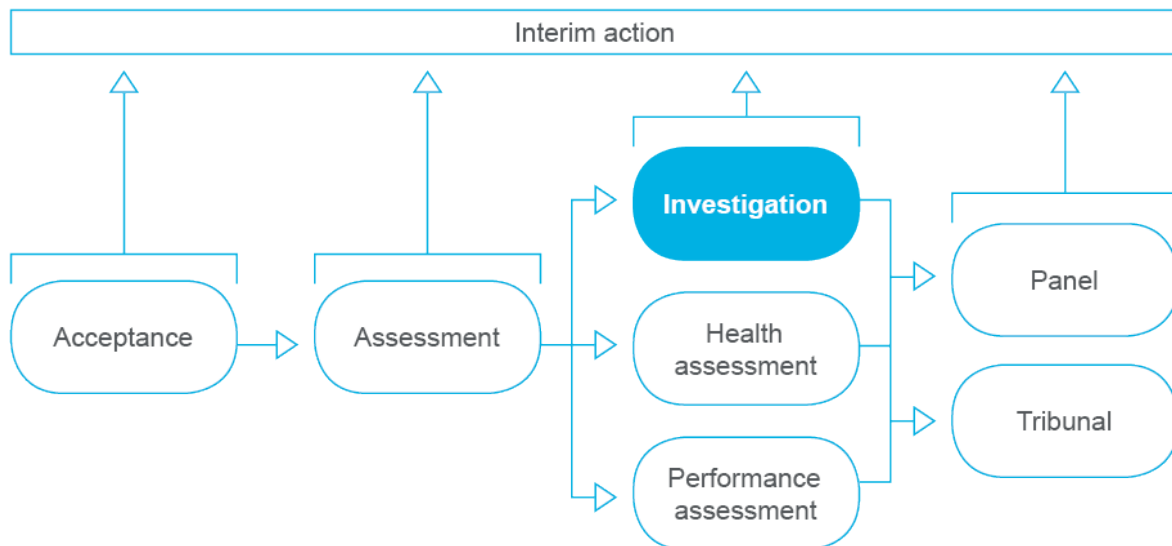 Interim action
Acceptance
Assessment
Investigation
Health
assessment
Performance
assessment
Panel
Tribunal